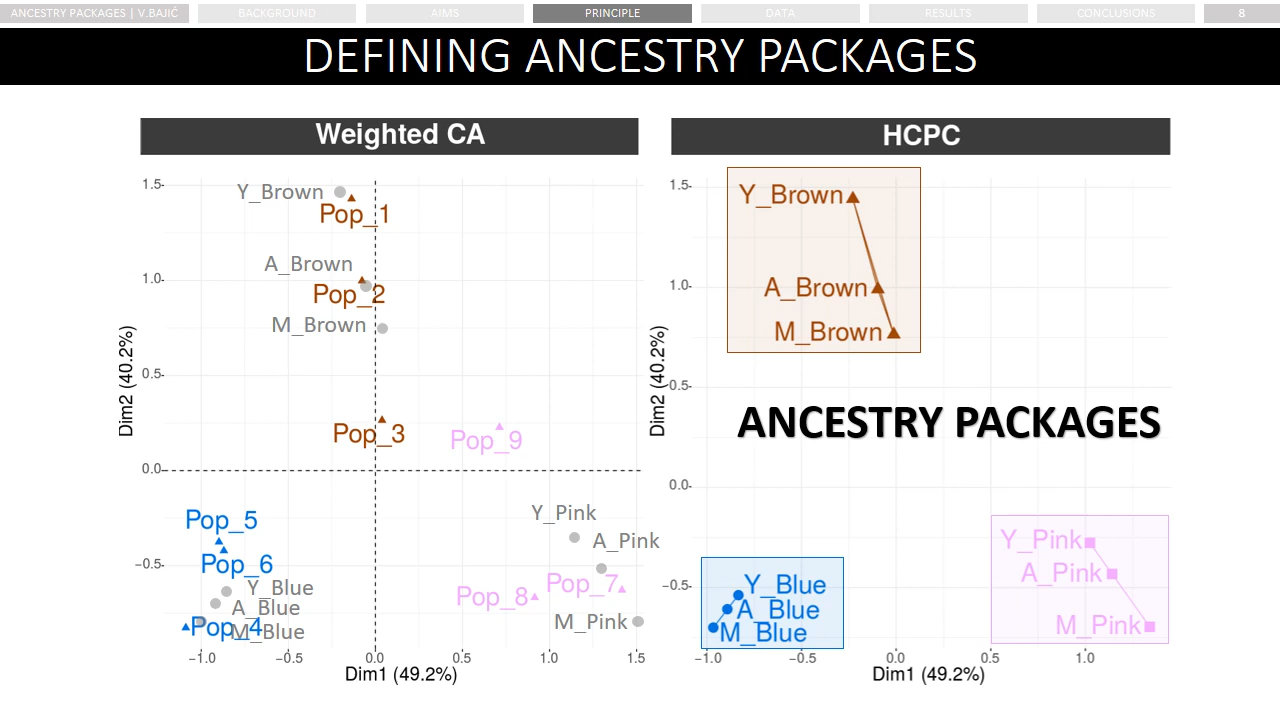 ANCESTRY PACKAGES | V.BAJIĆ
BACKGROUND
AIMS
PRINCIPLE
DATA
RESULTS
CONCLUSIONS
8
DEFINING ANCESTRY PACKAGES
Weighted CA
1.5
1.0
0.5
0.0
−0.5
Dim2 (40.2%)
Y_Brown
Pop_1
A_Brown
Pop_2
M_Brown
Pop_3
Pop_9
Pop_5
Pop_6
Y_Blue
A_Blue
Pop_4
M_Blue
Y_Pink
A_Pink
Pop_7
Pop_8
M_Pink
−1.0
−0.5
0.0
0.5
1.0
1.5
Dim1 (49.2%)
HCPC
1.5
1.0
0.5
0.0
−0.5
Dim2 (40.2%)
Y_Brown
A_Brown
M_Brown
ANCESTRY PACKAGES
Y_Blue
A_Blue
M_Blue
Y_Pink
A_Pink
M_Pink
−1.0
−0.5
0.0
0.5
1.0
Dim1 (49.2%)